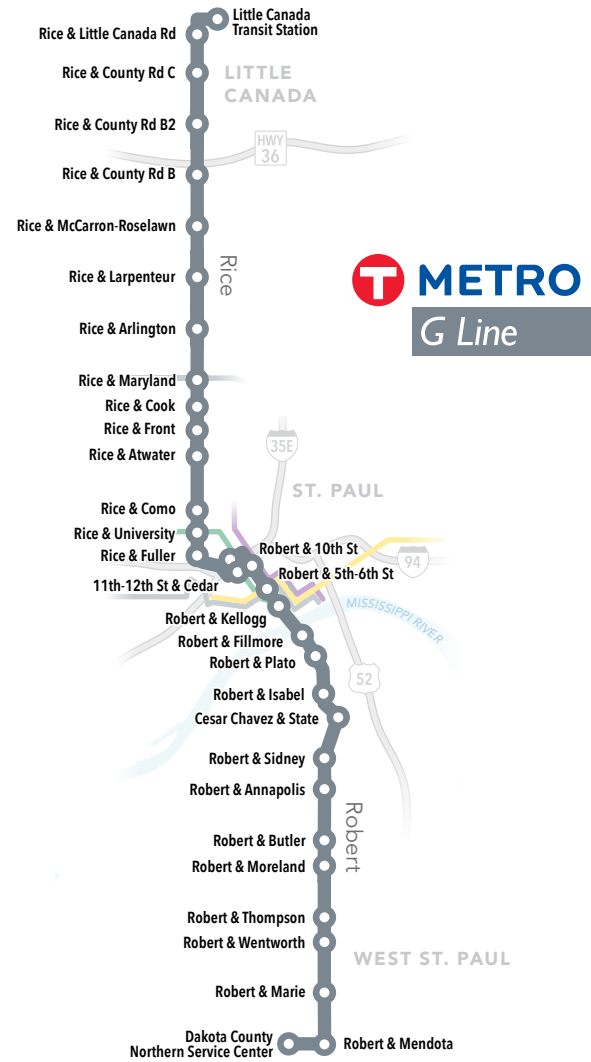 Little Canada
Transit Station
Rice & Little Canada Rd
Rice & County Rd C
LITTLE
CANADA
Rice & County Rd B2
HWY
36
Rice & County Rd B
Rice & McCarron-Roselawn
Rice
Rice & Larpenteur
T METRO
G Line
Rice & Arlington
Rice & Maryland
Rice & Cook
Rice & Front
35E
Rice & Atwater
ST. PAUL
Rice & Como
Rice & University
Rice & Fuller
Robert & 10th St
94
Robert & 5th-6th St
11th-12th St & Cedar
MISSISSIPPI RIVER
Robert & Kellogg
Robert & Fillmore
Robert & Plato
52
Robert & Isabel
Cesar Chavez & State
Robert & Sidney
Robert & Annapolis
Robert
Robert & Butler
Robert & Moreland
Robert & Thompson
Robert & Wentworth
WEST ST. PAUL
Robert & Marie
Dakota County
Northern Service Center
Robert & Mendota